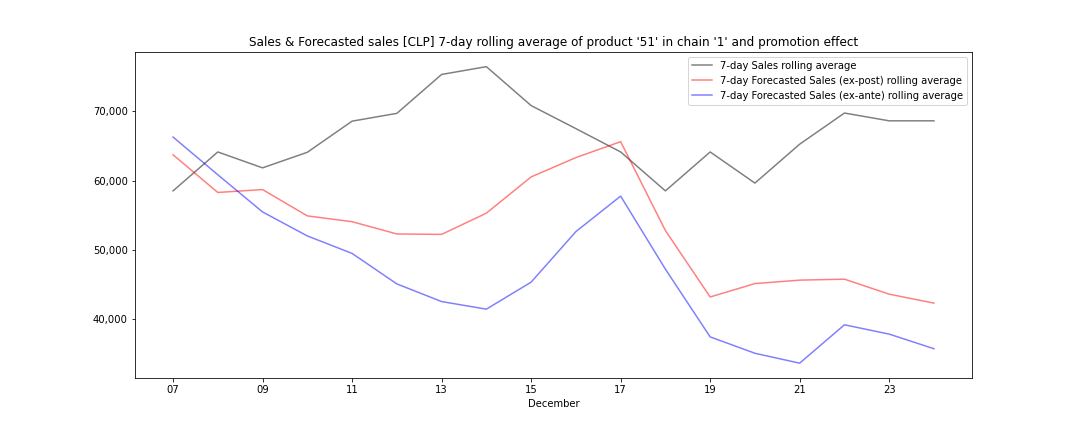 Sales & Forecasted sales [CLP] 7-day rolling average of product '51' in chain '1' and promotion effect
7-day Sales rolling average
7-day Forecasted Sales (ex-post) rolling average
7-day Forecasted Sales (ex-ante) rolling average
70,000
60,000
50,000
40,000
07 09 11 13 15 17 19 21 23
December